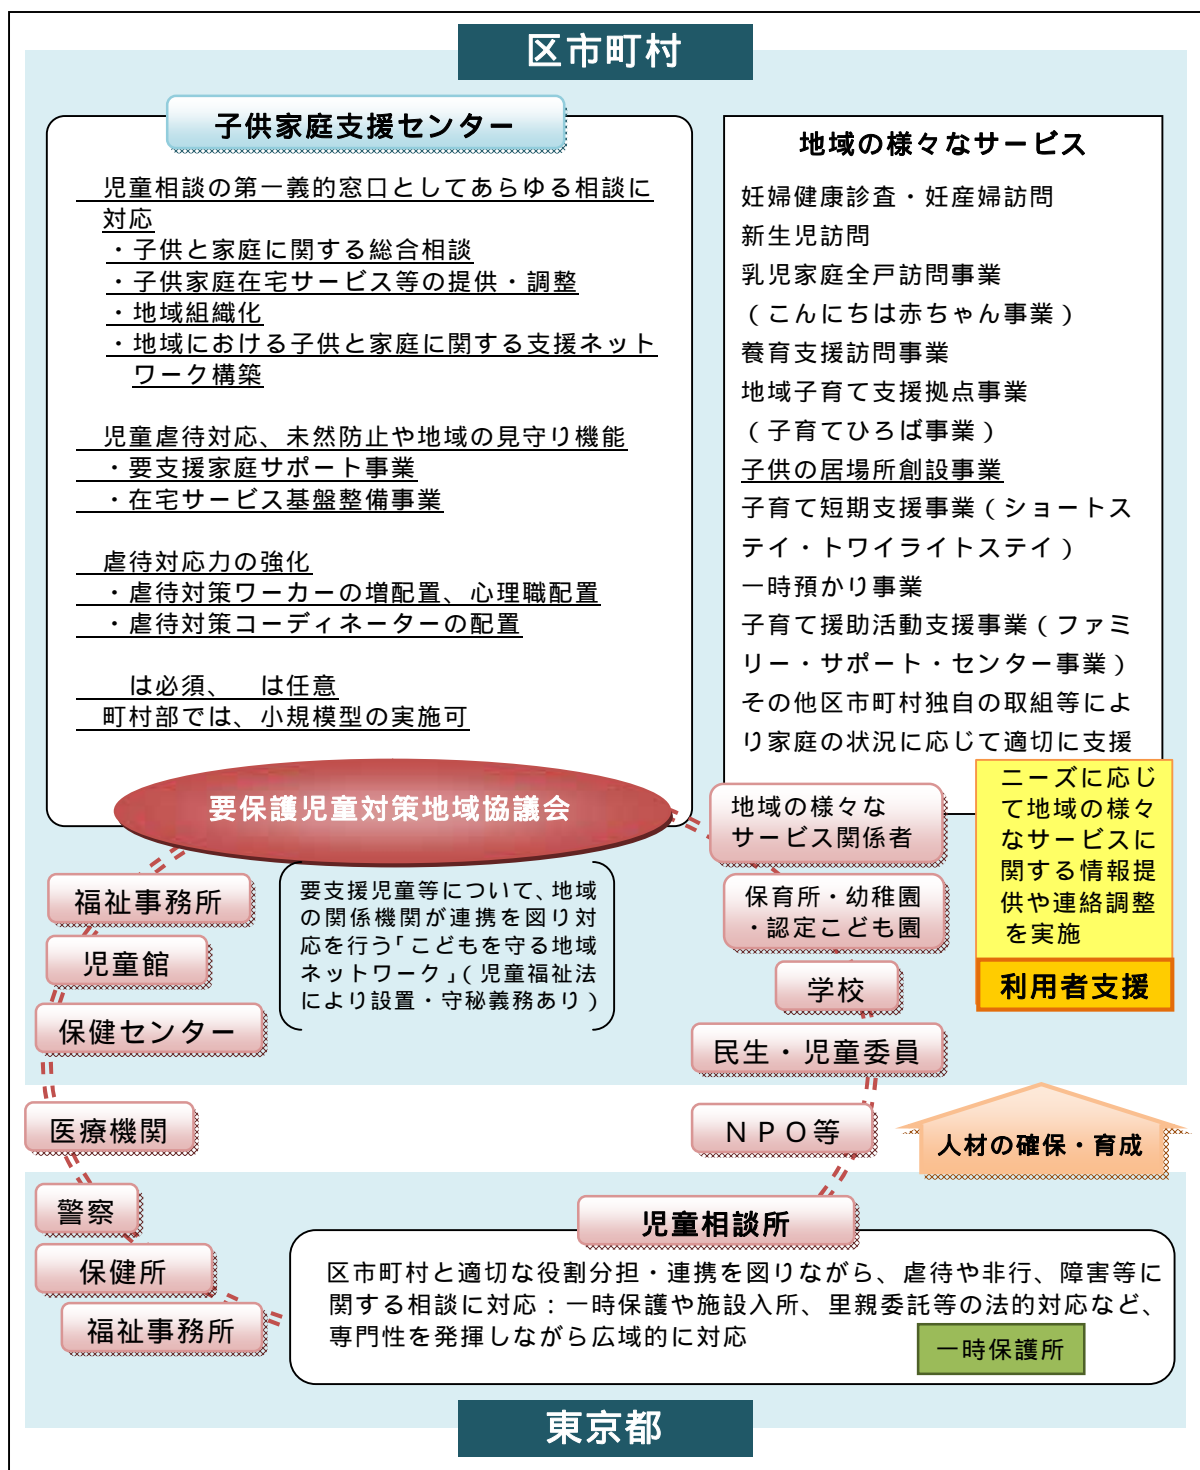 区市町村
子供家庭支援センター
児童相談の第一義的窓口としてあらゆる相談に
対応
・子供と家庭に関する総合相談
・子供家庭在宅サービス等の提供・調整
・地域組織化
・地域における子供と家庭に関する支援ネット
ワーク構築
児童虐待対応、未然防止や地域の見守り機能
・要支援家庭サポート事業
・在宅サービス基盤整備事業
虐待対応力の強化
・虐待対策ワーカーの増配置、心理職配置
・虐待対策コーディネーターの配置
は必須、　は任意
町村部では、小規模型の実施可
地域の様々なサービス
妊婦健康診査・妊産婦訪問
新生児訪問
乳児家庭全戸訪問事業
（こんにちは赤ちゃん事業）
養育支援訪問事業
地域子育て支援拠点事業
（子育てひろば事業）
子供の居場所創設事業
子育て短期支援事業（ショートス
テイ・トワイライトステイ）
一時預かり事業
子育て援助活動支援事業（ファミ
リー・サポート・センター事業）
その他区市町村独自の取組等によ
り家庭の状況に応じて適切に支援
ニーズに応じ
て地域の様々
なサービスに
関する情報提
供や連絡調整
を実施
利用者支援
要保護児童対策地域協議会
要支援児童等について、地域
の関係機関が連携を図り対
応を行う「こどもを守る地域
ネットワーク」（児童福祉法
により設置・守秘義務あり）
地域の様々な
サービス関係者
保育所・幼稚園
・認定こども園
学校
民生・児童委員
ＮＰＯ等
福祉事務所
児童館
保健センター
医療機関
警察
保健所
福祉事務所
人材の確保・育成
児童相談所
区市町村と適切な役割分担・連携を図りながら、虐待や非行、障害等に
関する相談に対応：一時保護や施設入所、里親委託等の法的対応など、
専門性を発揮しながら広域的に対応
一時保護所
東京都